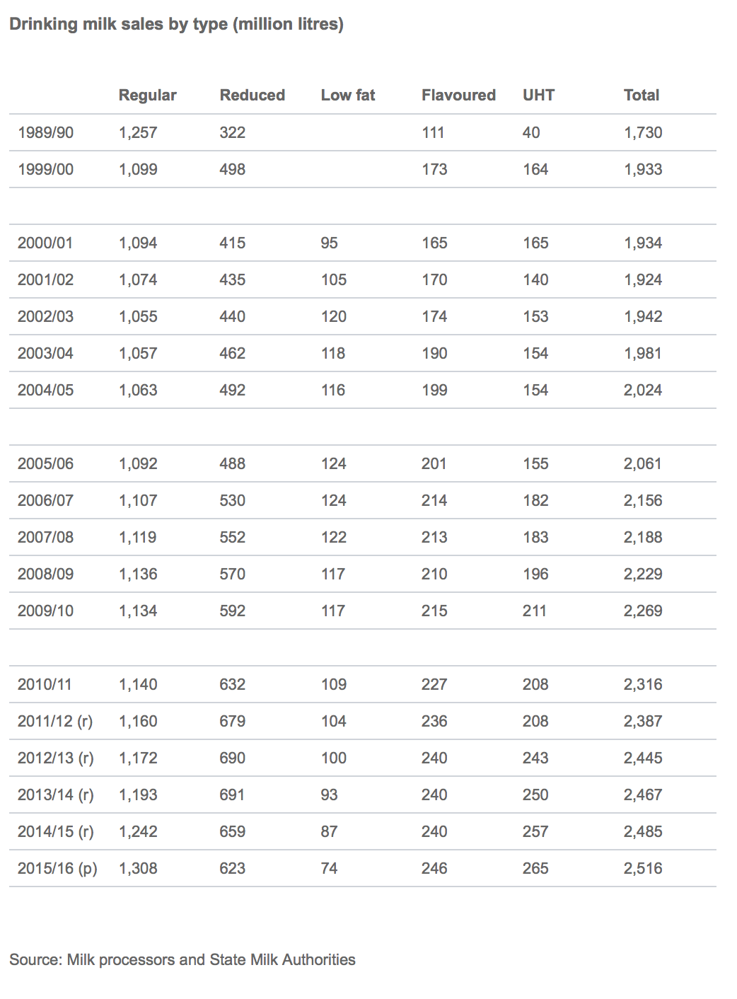 Drinking milk sales by type (million litres)
Regular Reduced Low fat Flavoured UHT Total
1989/90 1,257 322 111 40 1,730
1999/00 1,099 498 173 164 1,933
2000/01 1,094 415 95 165 165 1,934
2001/02 1,074 435 105 170 140 1,924
2002/03 1,055 440 120 174 153 1,942
2003/04 1,057 462 118 190 154 1,981
2004/05 1,063 492 116 199 154 2,024
2005/06 1,092 488 124 201 155 2,061
2006/07 1,107 530 124 214 182 2,156
2007/08 1,119 552 122 213 183 2,188
2008/09 1,136 570 117 210 196 2,229
2009/10 1,134 592 117 215 211 2,269
2010/11 1,140 632 109 227 208 2,316
2011/12 (r) 1,160 679 104 236 208 2,387
2012/13 (r) 1,172 690 100 240 243 2,445
2013/14 (r) 1,193 691 93 240 250 2,467
2014/15 (r) 1,242 659 87 240 257 2,485
2015/16 (p) 1,308 623 74 246 265 2,516
Source: Milk processors and State Milk Authorities